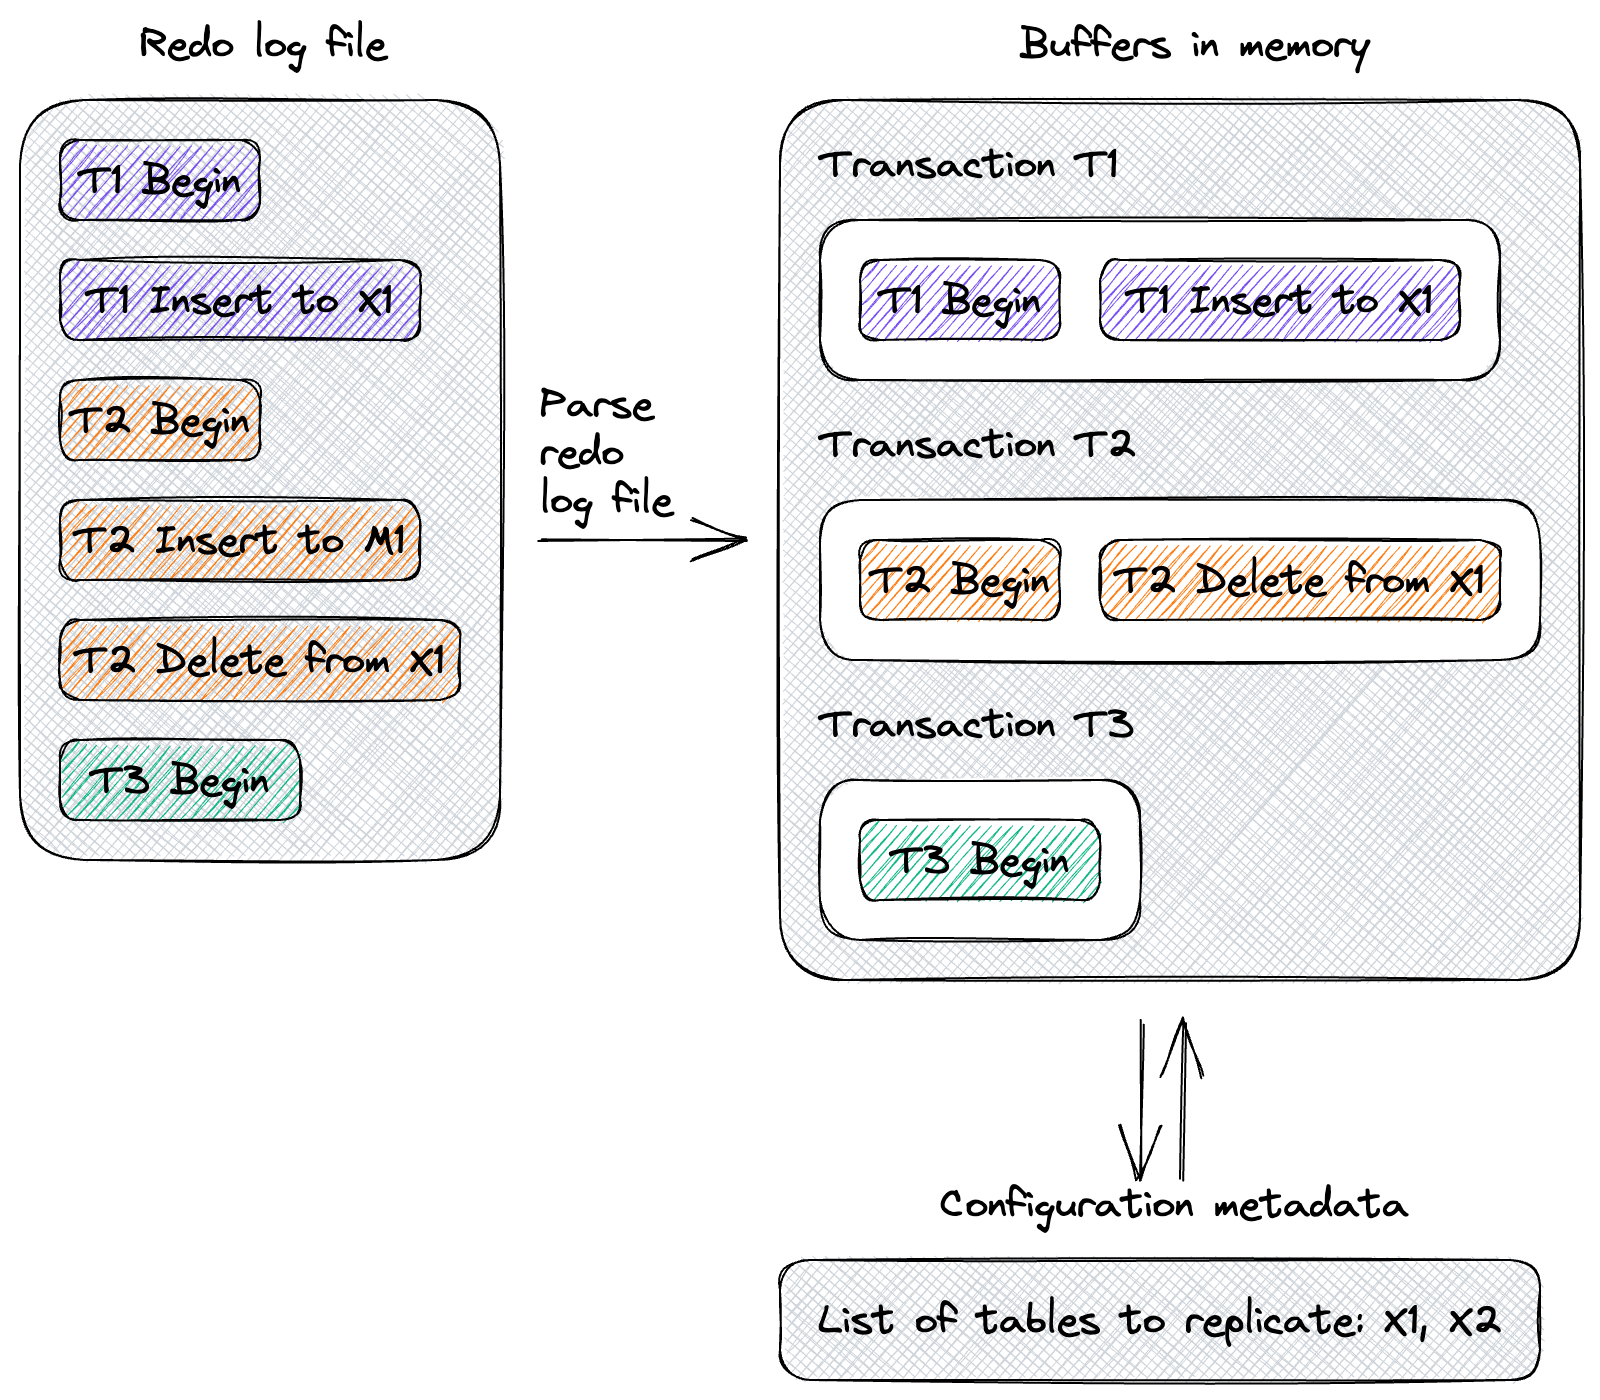 Redo log file
T1 Begin
T1 Insert to X1
T2 Begin
T2 Insert to M1
T2 Delete from X1
T3 Begin
Parse
redo
log file
Buffers in memory
Transaction T1
T1 Begin
T1 Insert to X1
Transaction T2
T2 Begin
T2 Delete from X1
Transaction T3
T3 Begin
Configuration metadata
List of tables to replicate: X1, X2